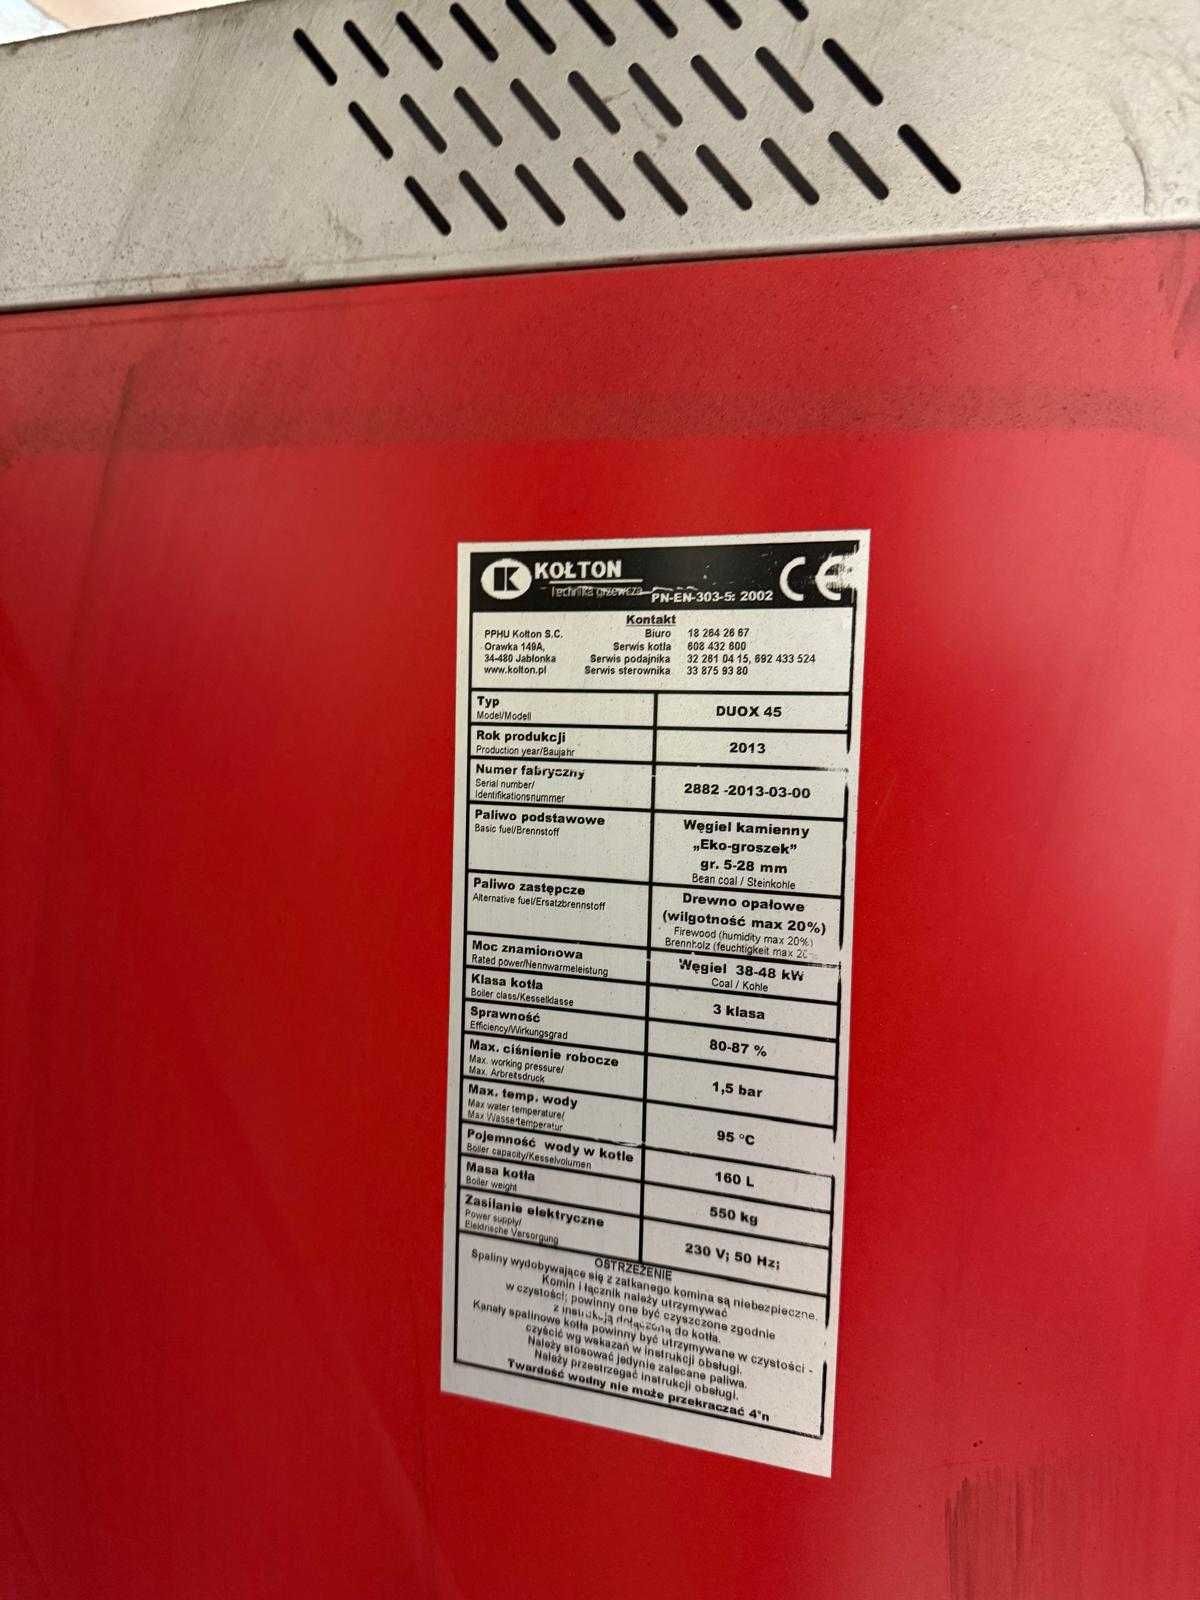 KOŁTON
Technika grzewcza PN-EN-303-5: 2002 CE
Kontakt
PPHU Kołton S.C. Biuro 18 264 26 67
Orawka 149A, Serwis kotła 608 432 600
34-480 Jabłonka Serwis podajnika 32 261 04 15, 692 433 524
www.kolton.pl Serwis sterownika 33 875 93 80
Typ DUOX 45
Model/Modell
Rok produkcji 2013
Production year/Baujahr
Numer fabryczny 2882 -2013-03-00
Serial number/
Identifikationsnummer
Paliwo podstawowe Węgiel kamienny
Basic fuel/Brennstoff „Eko-groszek”
gr. 5-28 mm
Bean coal / Steinkohle
Paliwo zastępcze Drewno opałowe
Alternative fuel/Ersatzbrennstoff (wilgotność max 20%)
Firewood (humidity max 20%)
Brennholz (feuchtigkeit max 20
Moc znamionowa Węgiel 38-48 kW
Rated power/Nennwarmeleistung Coal / Kohle
Klasa kotła 3 klasa
Boiler class/Kesselklasse
Sprawność 80-87 %
Efficiency/Wirkungsgrad
Max. ciśnienie robocze 1,5 bar
Max. working pressure/
Max. Arbeitsdruck
Max. temp. wody 95 °C
Max water temperature/
Max Wassertemperatur
Pojemność wody w kotle 160 L
Boiler capacity/Kesselvolumen
Masa kotła 550 kg
Boiler weight
Zasilanie elektryczne 230 V; 50 Hz;
Power supply/
Elektrische Versorgung
OSTRZEŻENIE
Spaliny wydobywające się z zatkanego komina są niebezpieczne.
Komin i łącznik należy utrzymywać
w czystości; powinny one być czyszczone zgodnie
z instrukcją dołączoną do kotła.
Kanały spalinowe kotła powinny być utrzymywane w czystości -
czyścić wg wskazań w instrukcji obsługi.
Należy stosować jedynie zalecane paliwa.
Należy przestrzegać instrukcji obsługi.
Twardość wodny nie może przekraczać 4°n